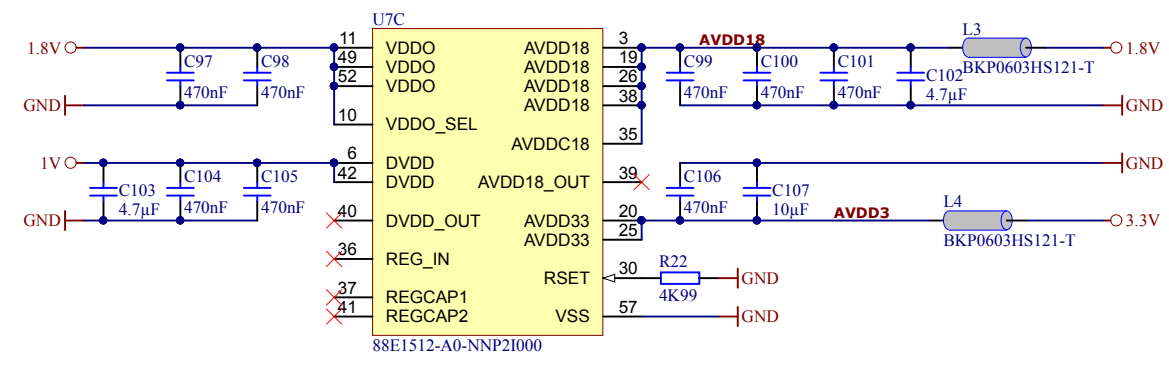 U7C
1.8V
C97
470nF
C98
470nF
GND
11
VDDO
49
VDDO
52
VDDO
10
VDDO_SEL
1V
C103
4.7µF
C104
470nF
C105
470nF
GND
6
DVDD
42
DVDD
40
DVDD_OUT
36
REG_IN
37
REGCAP1
41
REGCAP2
AVDD18
3
AVDD18
19
AVDD18
26
AVDD18
38
AVDDC18
35
AVDD18_OUT
39
AVDD33
20
AVDD33
25
RSET
30
VSS
57
88E1512-A0-NNP2I000
AVDD18
L3
BKP0603HS121-T
1.8V
C99
470nF
C100
470nF
C101
470nF
C102
4.7µF
GND
GND
C106
470nF
C107
10µF
AVDD3
L4
BKP0603HS121-T
3.3V
R22
4K99
GND
GND